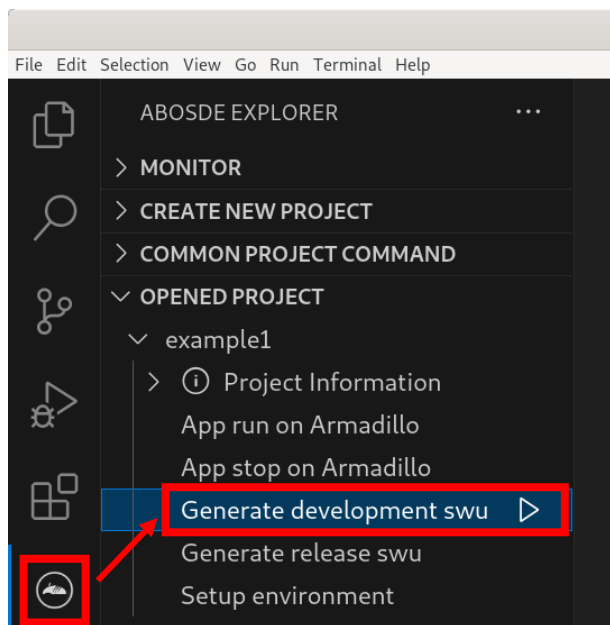 File Edit Selection View Go Run Terminal Help
ABOSDE EXPLORER
MONITOR
CREATE NEW PROJECT
COMMON PROJECT COMMAND
OPENED PROJECT
example1
Project Information
App run on Armadillo
App stop on Armadillo
Generate development swu
Generate release swu
Setup environment